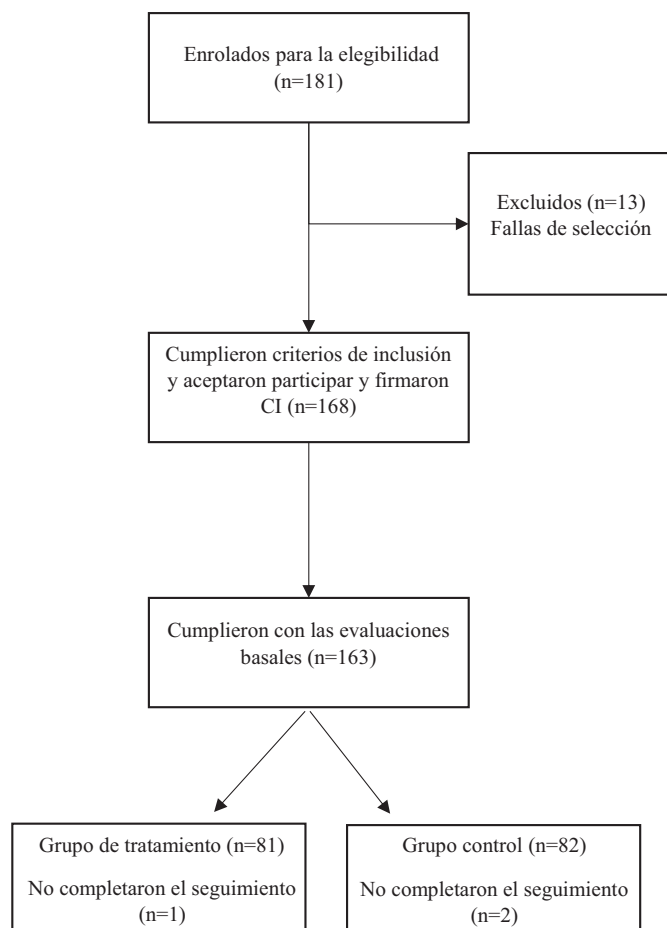 Enrolados para la elegibilidad
(n=181)
Excluidos (n=13)
Fallas de selección
Cumplieron criterios de inclusión
y aceptaron participar y firmaron
CI (n=168)
Cumplieron con las evaluaciones
basales (n=163)
Grupo de tratamiento (n=81)
No completaron el seguimiento
(n=1)
Grupo control (n=82)
No completaron el seguimiento
(n=2)